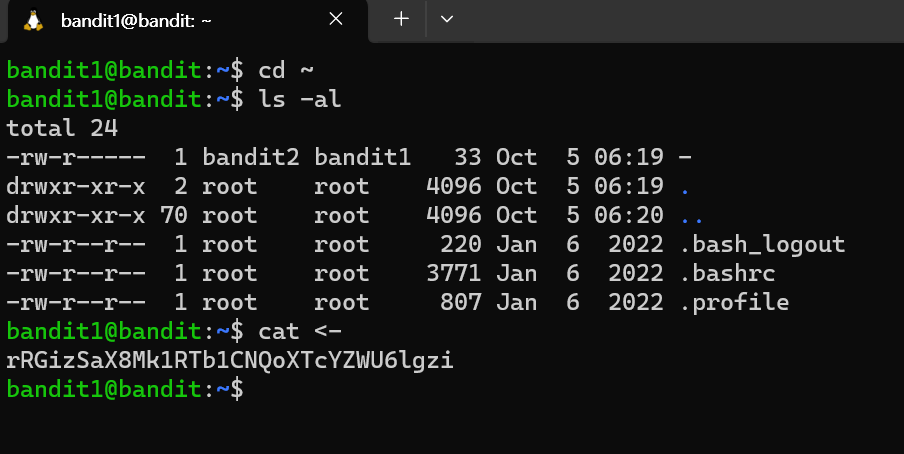 bandit1@bandit: ~
bandit1@bandit:~$ cd ~
bandit1@bandit:~$ ls -al
total 24
-rw-r-----  1 bandit2 bandit1   33 Oct  5 06:19 -
drwxr-xr-x  2 root    root    4096 Oct  5 06:19 .
drwxr-xr-x 70 root    root    4096 Oct  5 06:20 ..
-rw-r--r--  1 root    root     220 Jan  6  2022 .bash_logout
-rw-r--r--  1 root    root    3771 Jan  6  2022 .bashrc
-rw-r--r--  1 root    root     807 Jan  6  2022 .profile
bandit1@bandit:~$ cat <-
rRGizSaX8Mk1RTb1CNQoXTcYZWU6lgzi
bandit1@bandit:~$